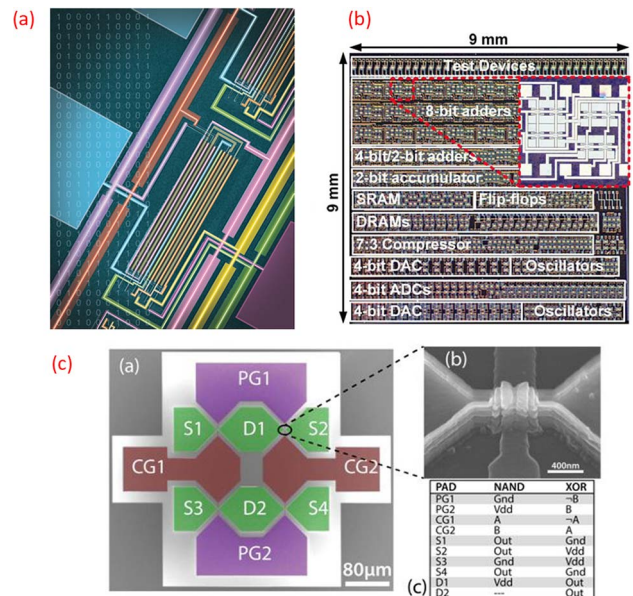 (a)
(b)
9 mm
9 mm
Test Devices
8-bit adders
4-bit/2-bit adders
2-bit accumulator
SRAM
Flip-flops
DRAMs
7:3 Compressor
4-bit DAC
Oscillators
4-bit ADCs
4-bit DAC
Oscillators
(c)
(a)
PG1
S1
D1
S2
CG1
CG2
S3
D2
S4
PG2
80µm
(b)
400nm
PAD NAND XOR
PG1 Gnd ¬B
PG2 Vdd B
CG1 A ¬A
CG2 B A
S1 Out Gnd
S2 Out Vdd
S3 Gnd Vdd
S4 Out Gnd
D1 Vdd Out
D2 --- Out
(c)